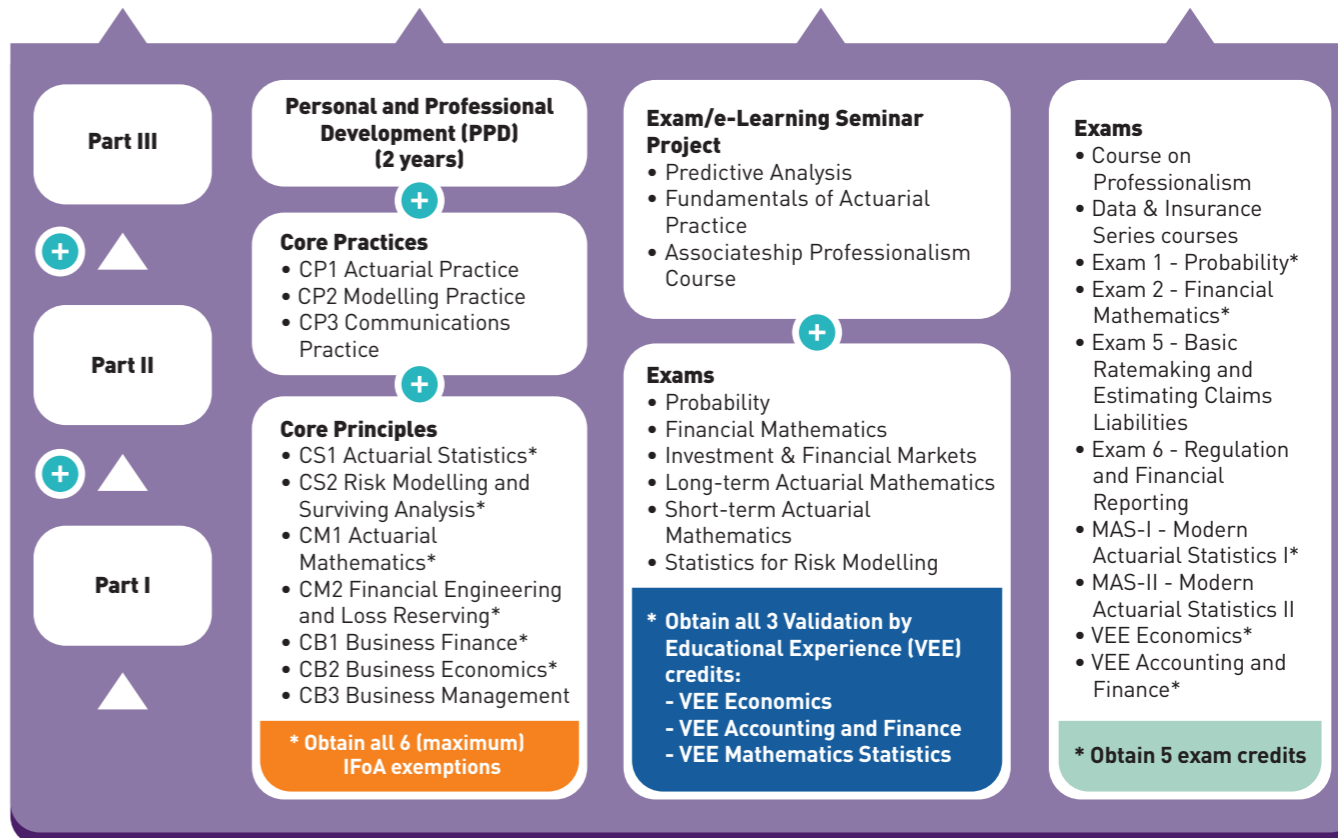 Part III
Part II
Part I
Personal and Professional
Development (PPD)
(2 years)
+
Core Practices
• CP1 Actuarial Practice
• CP2 Modelling Practice
• CP3 Communications
Practice
+
Core Principles
• CS1 Actuarial Statistics*
• CS2 Risk Modelling and
Surviving Analysis*
• CM1 Actuarial
Mathematics*
• CM2 Financial Engineering
and Loss Reserving*
• CB1 Business Finance*
• CB2 Business Economics*
• CB3 Business Management
* Obtain all 6 (maximum)
IFoA exemptions
Exam/e-Learning Seminar
Project
• Predictive Analysis
• Fundamentals of Actuarial
Practice
• Associateship Professionalism
Course
+
Exams
• Probability
• Financial Mathematics
• Investment & Financial Markets
• Long-term Actuarial Mathematics
• Short-term Actuarial
Mathematics
• Statistics for Risk Modelling
* Obtain all 3 Validation by
Educational Experience (VEE)
credits:
- VEE Economics
- VEE Accounting and Finance
- VEE Mathematics Statistics
Exams
• Course on
Professionalism
• Data & Insurance
Series courses
• Exam 1 - Probability*
• Exam 2 - Financial
Mathematics*
• Exam 5 - Basic
Ratemaking and
Estimating Claims
Liabilities
• Exam 6 - Regulation
and Financial
Reporting
• MAS-I - Modern
Actuarial Statistics I*
• MAS-II - Modern
Actuarial Statistics II
• VEE Economics*
• VEE Accounting and
Finance*
* Obtain 5 exam credits